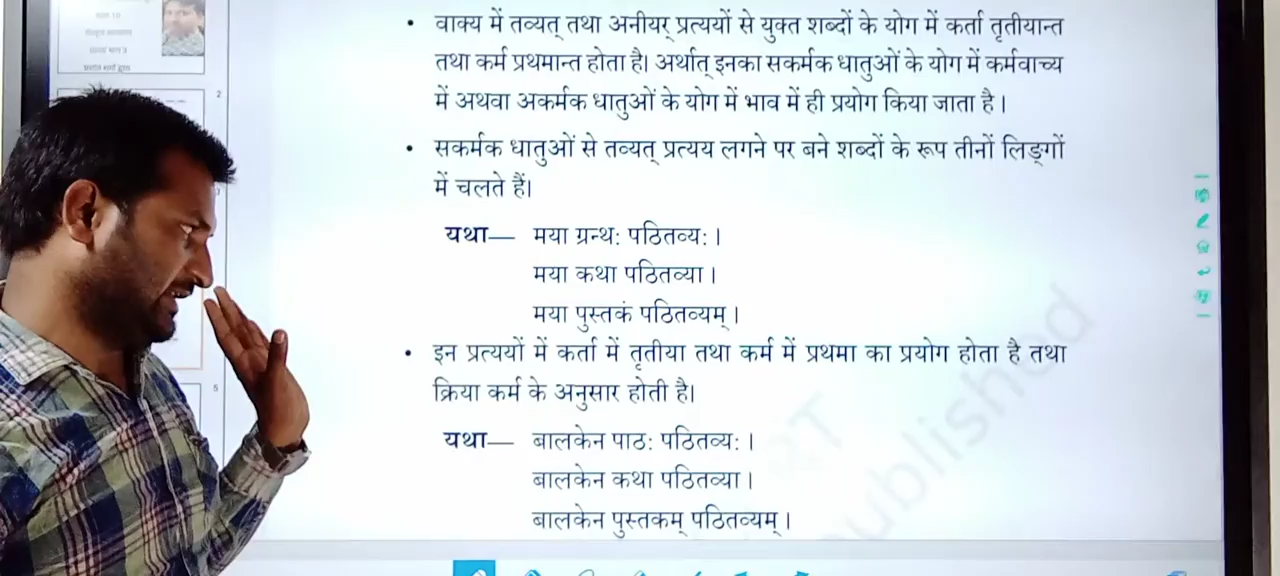 2
5
• वाक्य में तव्यत् तथा अनीयर् प्रत्ययों से युक्त शब्दों के योग में कर्ता तृतीयान्त
तथा कर्म प्रथमान्त होता है। अर्थात् इनका सकर्मक धातुओं के योग में कर्मवाच्य
में अथवा अकर्मक धातुओं के योग में भाव में ही प्रयोग किया जाता है।
• सकर्मक धातुओं से तव्यत् प्रत्यय लगने पर बने शब्दों के रूप तीनों लिङ्गों
में चलते हैं।
यथा— मया ग्रन्थः पठितव्यः।
मया कथा पठितव्या।
मया पुस्तकं पठितव्यम्।
• इन प्रत्ययों में कर्ता में तृतीया तथा कर्म में प्रथमा का प्रयोग होता है तथा
क्रिया कर्म के अनुसार होती है।
यथा— बालकेन पाठः पठितव्यः।
बालकेन कथा पठितव्या।
बालकेन पुस्तकम् पठितव्यम्।